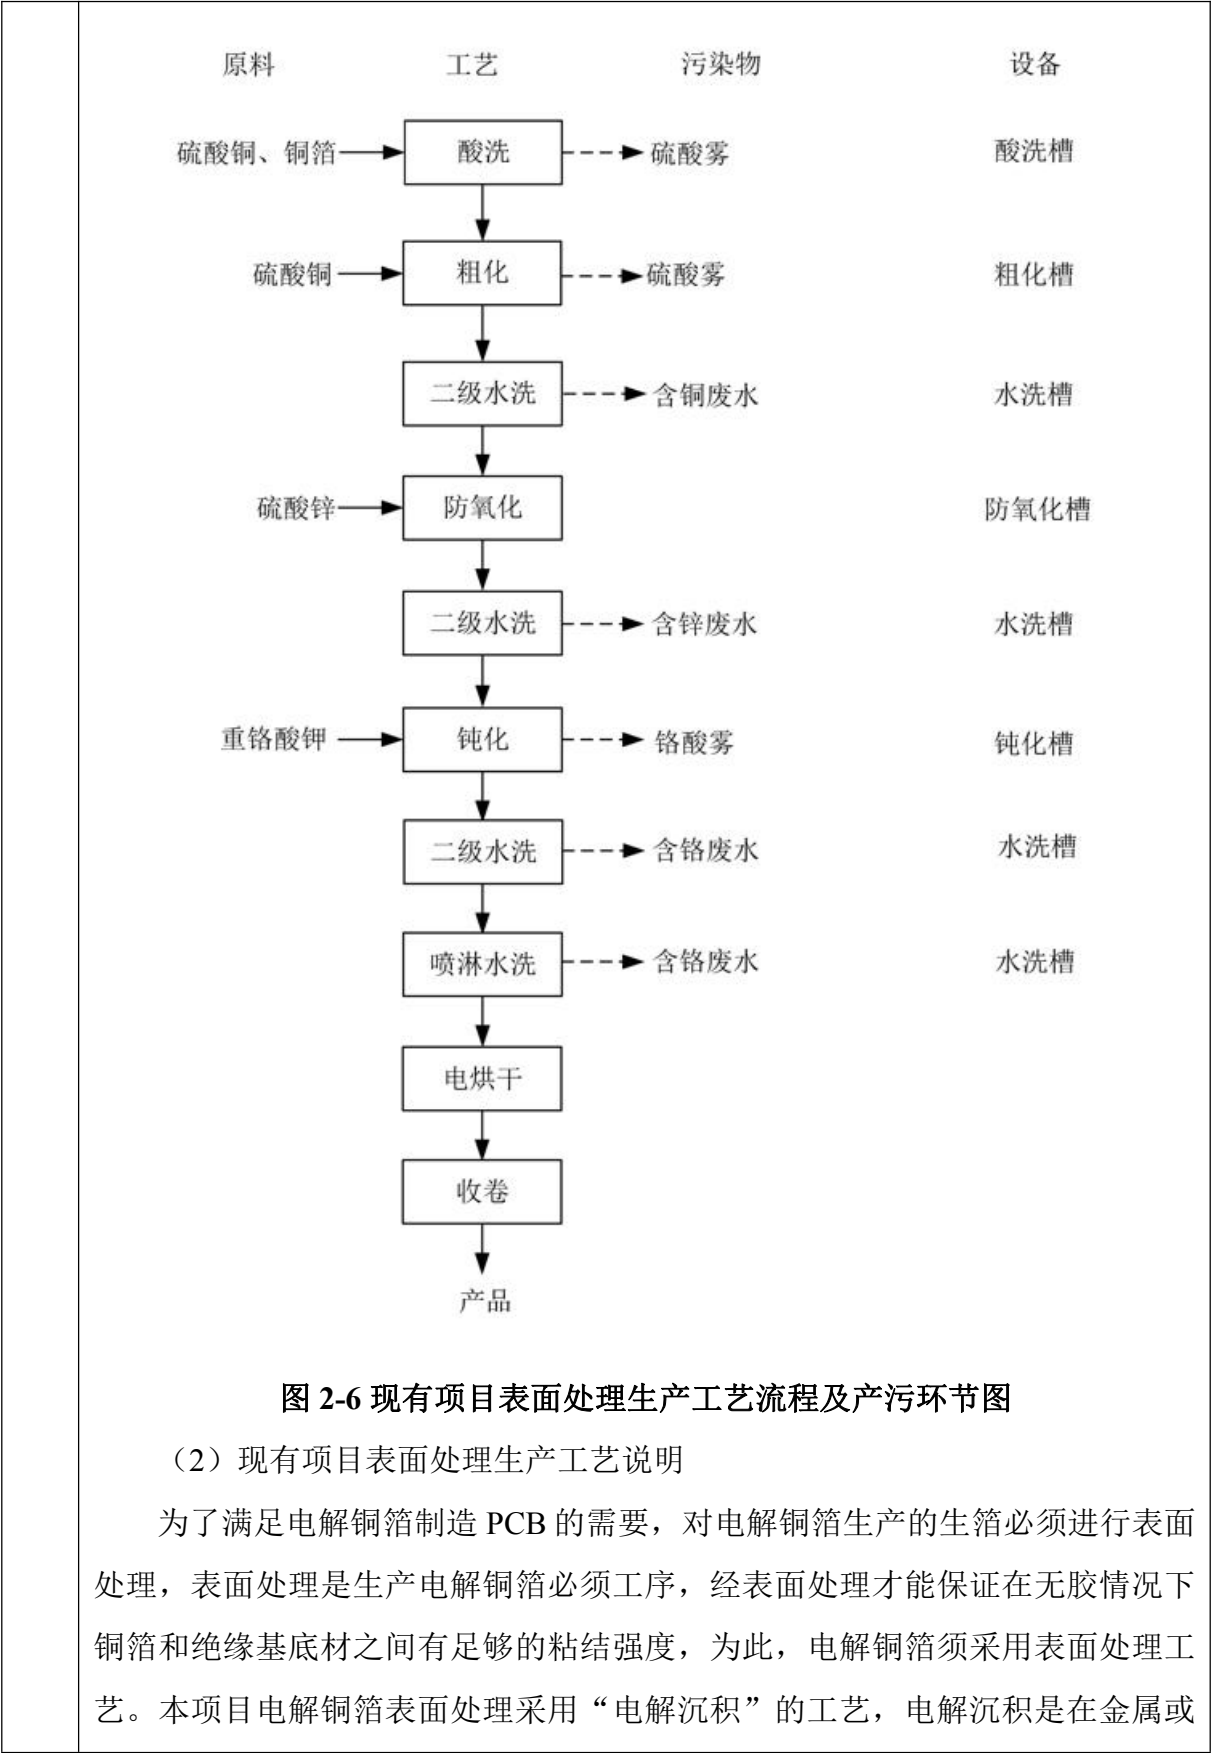 原料 工艺 污染物 设备
硫酸铜、铜箔 酸洗 硫酸雾 酸洗槽
硫酸铜 粗化 硫酸雾 粗化槽
二级水洗 含铜废水 水洗槽
硫酸锌 防氧化 防氧化槽
二级水洗 含锌废水 水洗槽
重铬酸钾 钝化 铬酸雾 钝化槽
二级水洗 含铬废水 水洗槽
喷淋水洗 含铬废水 水洗槽
电烘干
收卷
产品
图 2-6 现有项目表面处理生产工艺流程及产污环节图
（2）现有项目表面处理生产工艺说明
为了满足电解铜箔制造 PCB 的需要，对电解铜箔生产的生箔必须进行表面
处理，表面处理是生产电解铜箔必须工序，经表面处理才能保证在无胶情况下
铜箔和绝缘基底材之间有足够的粘结强度，为此，电解铜箔须采用表面处理工
艺。本项目电解铜箔表面处理采用“电解沉积”的工艺，电解沉积是在金属或